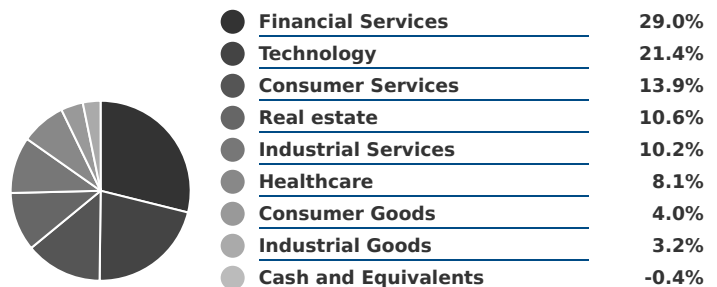 Financial Services 29.0%
Technology 21.4%
Consumer Services 13.9%
Real estate 10.6%
Industrial Services 10.2%
Healthcare 8.1%
Consumer Goods 4.0%
Industrial Goods 3.2%
Cash and Equivalents -0.4%